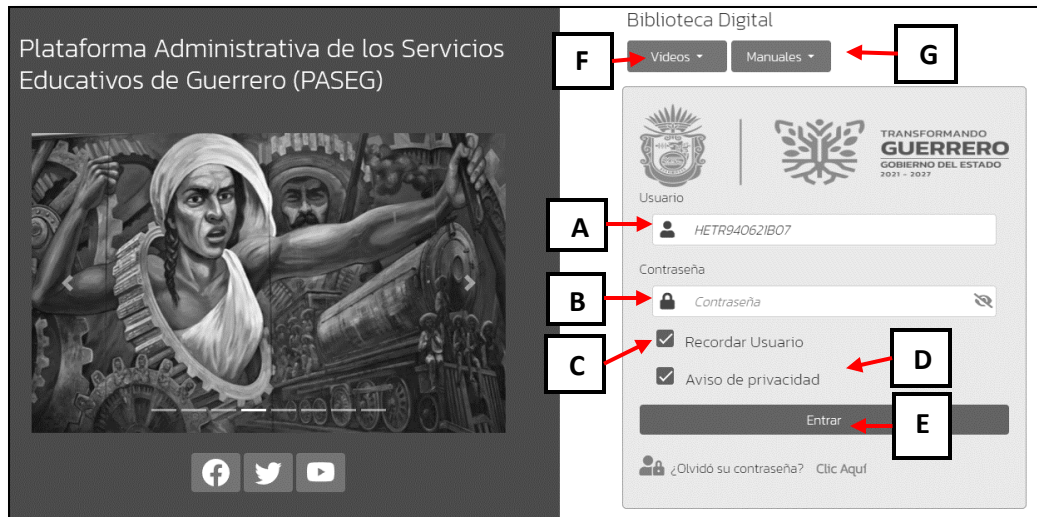 Plataforma Administrativa de los Servicios
Educativos de Guerrero (PASEG)
Biblioteca Digital
F
Videos
Manuales
G
TRANSFORMANDO
GUERRERO
GOBIERNO DEL ESTADO
2021 - 2027
Usuario
A
HETR940621B07
Contraseña
B
Contraseña
C
Recordar Usuario
D
Aviso de privacidad
Entrar
E
¿Olvidó su contraseña? Clic Aquí